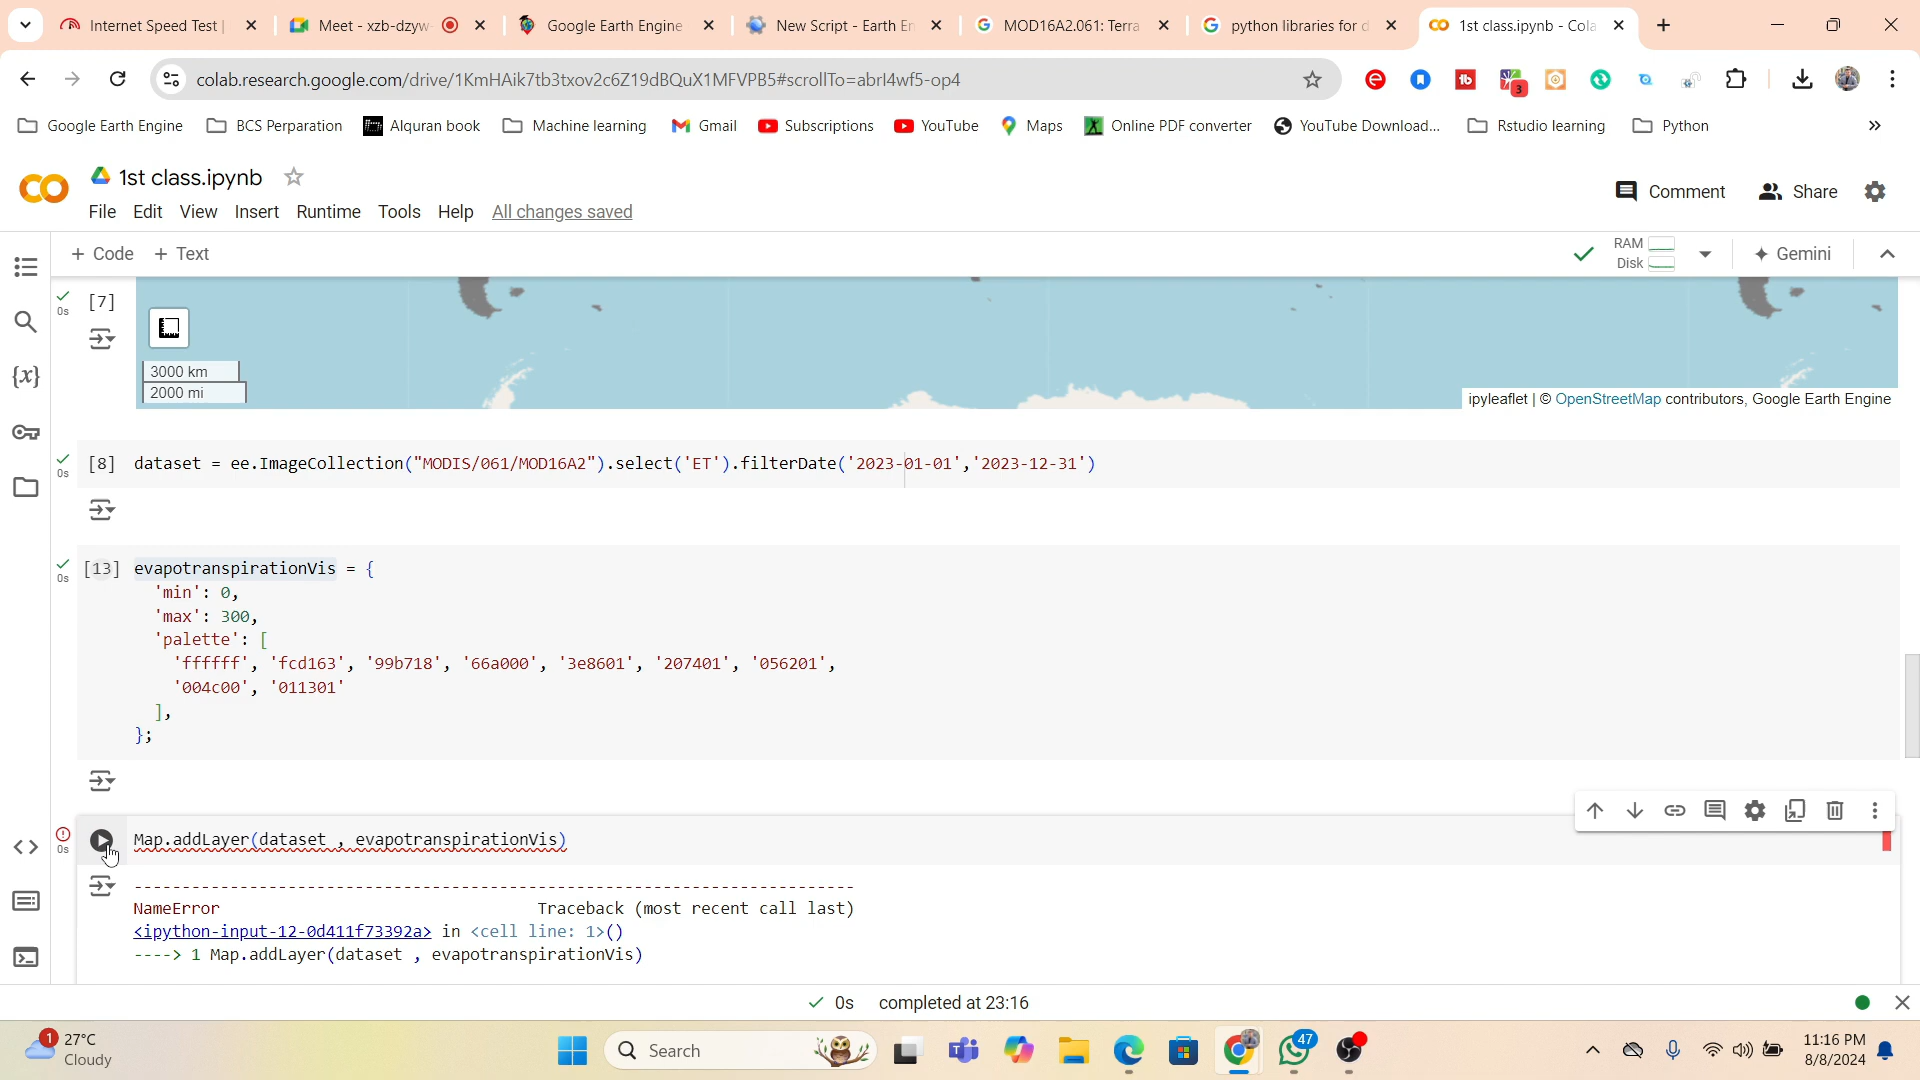 Internet Speed Test |
Meet - xzb-dzyw
Google Earth Engine
New Script - Earth En
MOD16A2.061: Terra
python libraries for d
1st class.ipynb - Cola
colab.research.google.com/drive/1KmHAik7tb3txov2c6Z19dBQuX1MFVPB5#scrollTo=abrI4wf5-op4
3
Google Earth Engine
BCS Perparation
Alquran book
Machine learning
Gmail
Subscriptions
YouTube
Maps
Online PDF converter
YouTube Download...
Rstudio learning
Python
»
1st class.ipynb
File Edit View Insert Runtime Tools Help All changes saved
Comment
Share
+ Code + Text
RAM
Disk
Gemini
0s
[7]
3000 km
2000 mi
ipyleaflet | © OpenStreetMap contributors, Google Earth Engine
0s
[8] dataset = ee.ImageCollection("MODIS/061/MOD16A2").select('ET').filterDate('2023-01-01','2023-12-31')
0s
[13] evapotranspirationVis = {
'min': 0,
'max': 300,
'palette': [
'ffffff', 'fcd163', '99b718', '66a000', '3e8601', '207401', '056201',
'004c00', '011301'
],
};
0s
Map.addLayer(dataset , evapotranspirationVis)
---------------------------------------------------------------------------
NameError Traceback (most recent call last)
<ipython-input-12-0d411f73392a> in <cell line: 1>()
----> 1 Map.addLayer(dataset , evapotranspirationVis)
0s completed at 23:16
1
27°C
Cloudy
Search
47
11:16 PM
8/8/2024